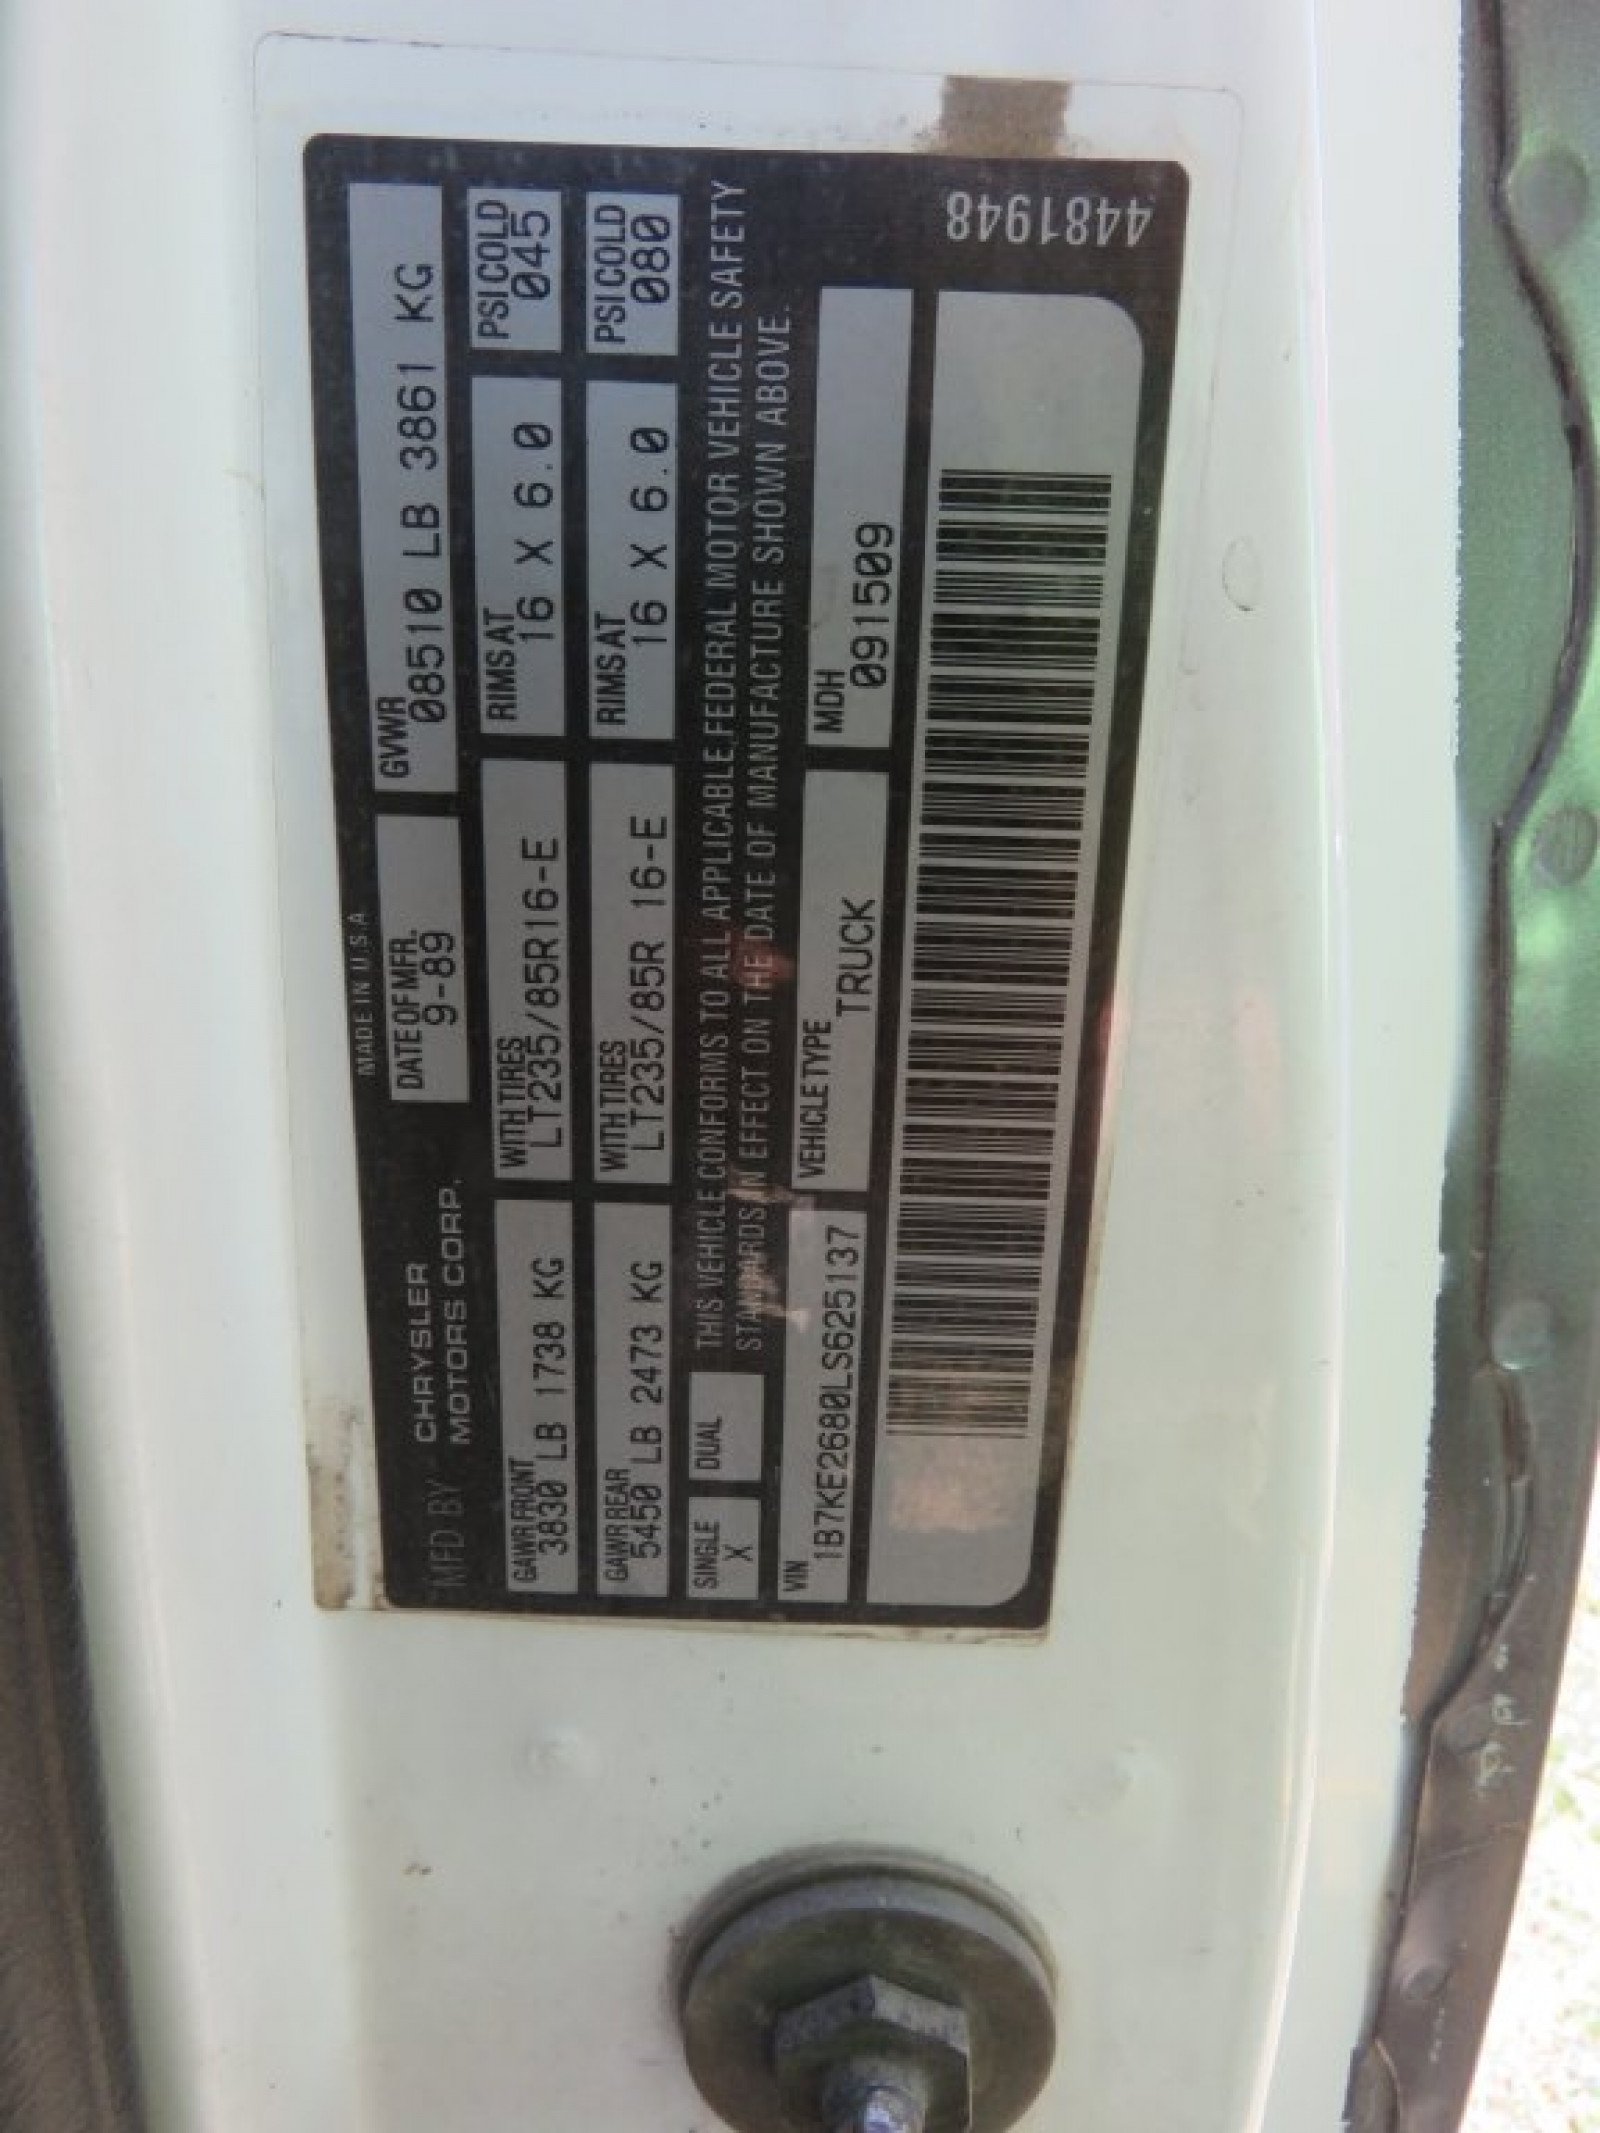 MADE IN U.S.A.
MFD BY CHRYSLER MOTORS CORP.
DATE OF MFR. 9-89
GVWR 08510 LB 3861 KG
GAWR FRONT 3830 LB 1738 KG
WITH TIRES LT235/85R16-E
RIMS AT 16 X 6.0
PSI COLD 045
GAWR REAR 5450 LB 2473 KG
WITH TIRES LT235/85R 16-E
RIMS AT 16 X 6.0
PSI COLD 080
SINGLE X
DUAL
THIS VEHICLE CONFORMS TO ALL APPLICABLE FEDERAL MOTOR VEHICLE SAFETY
STANDARDS IN EFFECT ON THE DATE OF MANUFACTURE SHOWN ABOVE.
VIN 1B7KE2680LS625137
VEHICLE TYPE TRUCK
MDH 091509
4481948